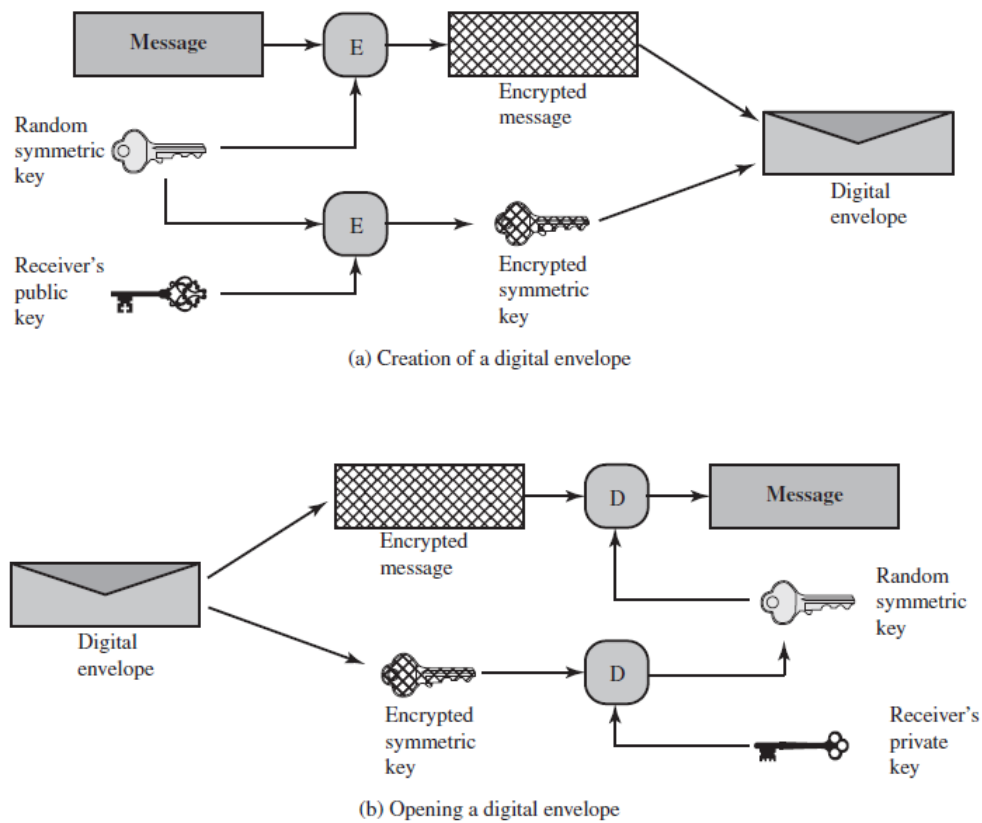 Message
E
Encrypted
message
Random
symmetric
key
Digital
envelope
E
Receiver's
public
key
Encrypted
symmetric
key
(a) Creation of a digital envelope
Encrypted
message
D
Message
Digital
envelope
Random
symmetric
key
D
Encrypted
symmetric
key
Receiver's
private
key
(b) Opening a digital envelope